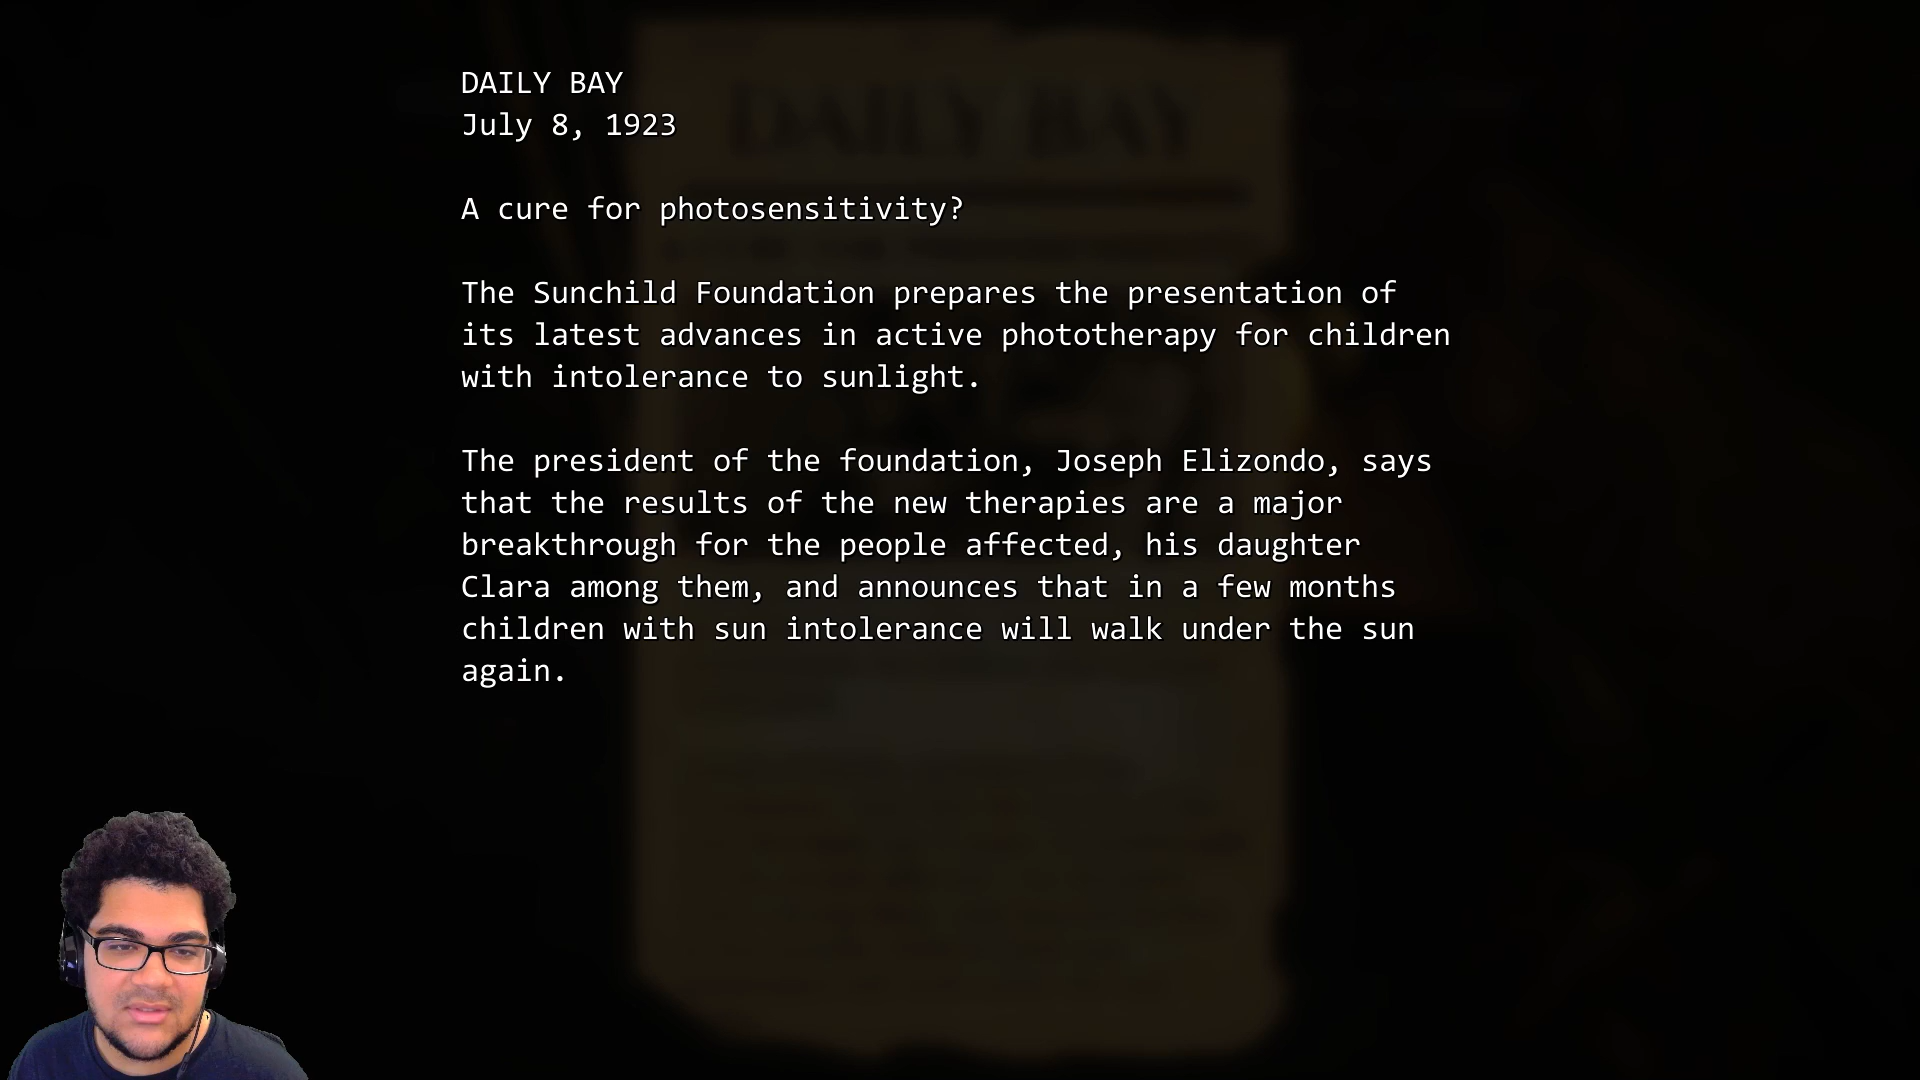 DAILY BAY
July 8, 1923
A cure for photosensitivity?
The Sunchild Foundation prepares the presentation of
its latest advances in active phototherapy for children
with intolerance to sunlight.
The president of the foundation, Joseph Elizondo, says
that the results of the new therapies are a major
breakthrough for the people affected, his daughter
Clara among them, and announces that in a few months
children with sun intolerance will walk under the sun
again.
DAILY BAY